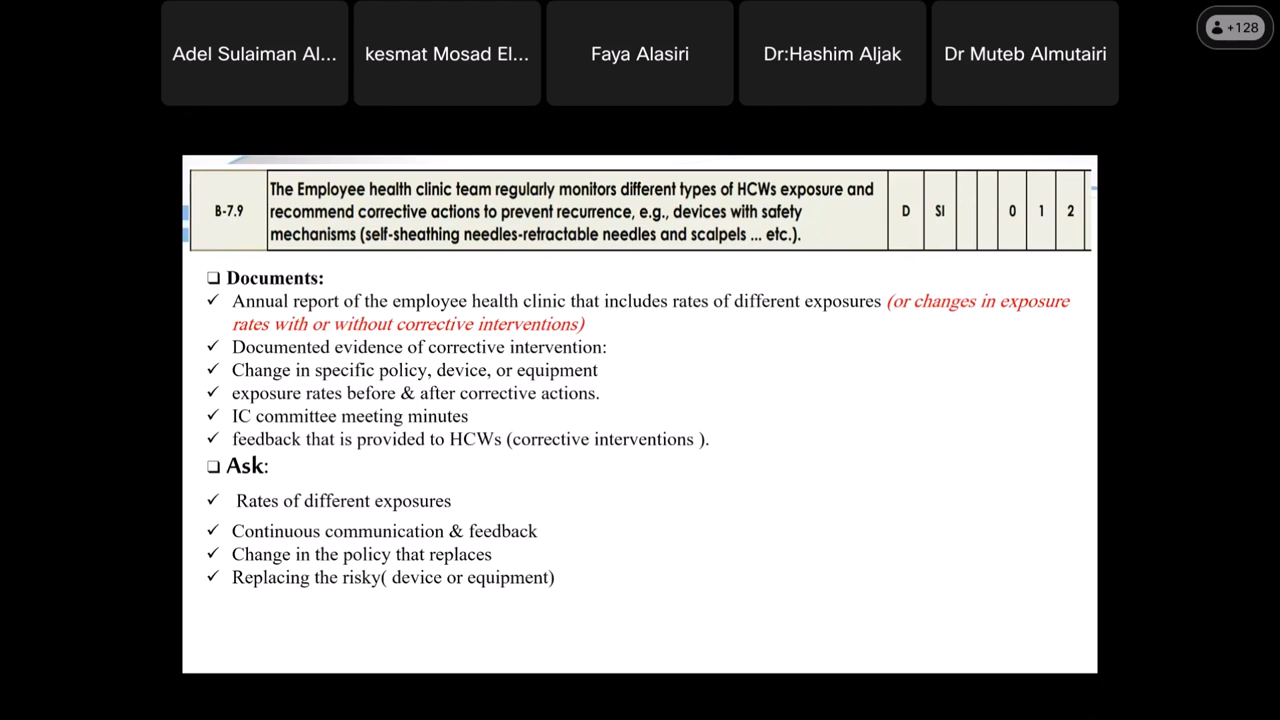 Adel Sulaiman Al...
kesmat Mosad El...
Faya Alasiri
Dr:Hashim Aljak
Dr Muteb Almutairi
+128
B-7.9
The Employee health clinic team regularly monitors different types of HCWs exposure and
recommend corrective actions to prevent recurrence, e.g., devices with safety
mechanisms (self-sheathing needles-retractable needles and scalpels ... etc.).
D
SI
0
1
2
❑ Documents:
✓ Annual report of the employee health clinic that includes rates of different exposures (or changes in exposure
rates with or without corrective interventions)
✓ Documented evidence of corrective intervention:
✓ Change in specific policy, device, or equipment
✓ exposure rates before & after corrective actions.
✓ IC committee meeting minutes
✓ feedback that is provided to HCWs (corrective interventions ).
❑ Ask:
✓ Rates of different exposures
✓ Continuous communication & feedback
✓ Change in the policy that replaces
✓ Replacing the risky( device or equipment)